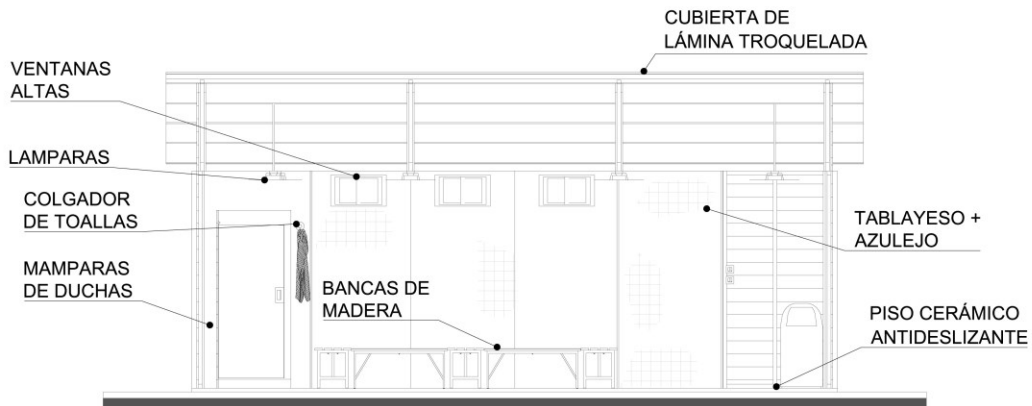 CUBIERTA DE
LÁMINA TROQUELADA
VENTANAS
ALTAS
LAMPARAS
COLGADOR
DE TOALLAS
MAMPARAS
DE DUCHAS
BANCAS DE
MADERA
TABLAYESO +
AZULEJO
PISO CERÁMICO
ANTIDESLIZANTE